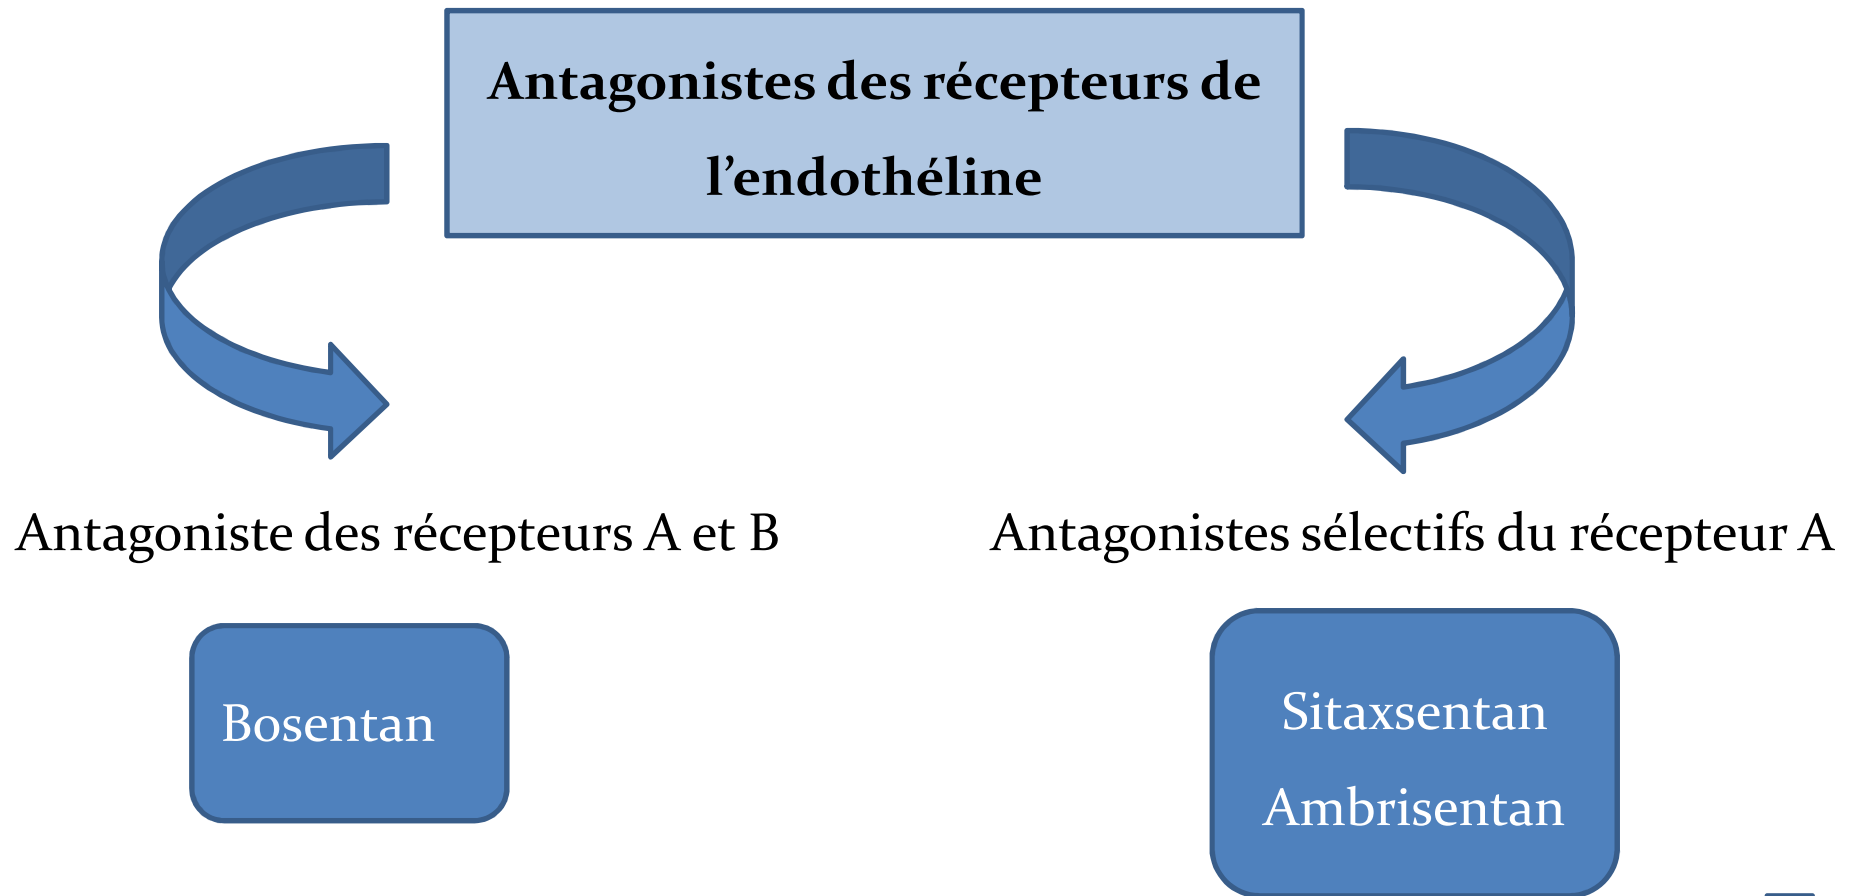 Antagonistes des récepteurs de
l’endothéline
Antagoniste des récepteurs A et B
Antagonistes sélectifs du récepteur A
Bosentan
Sitaxsentan
Ambrisentan